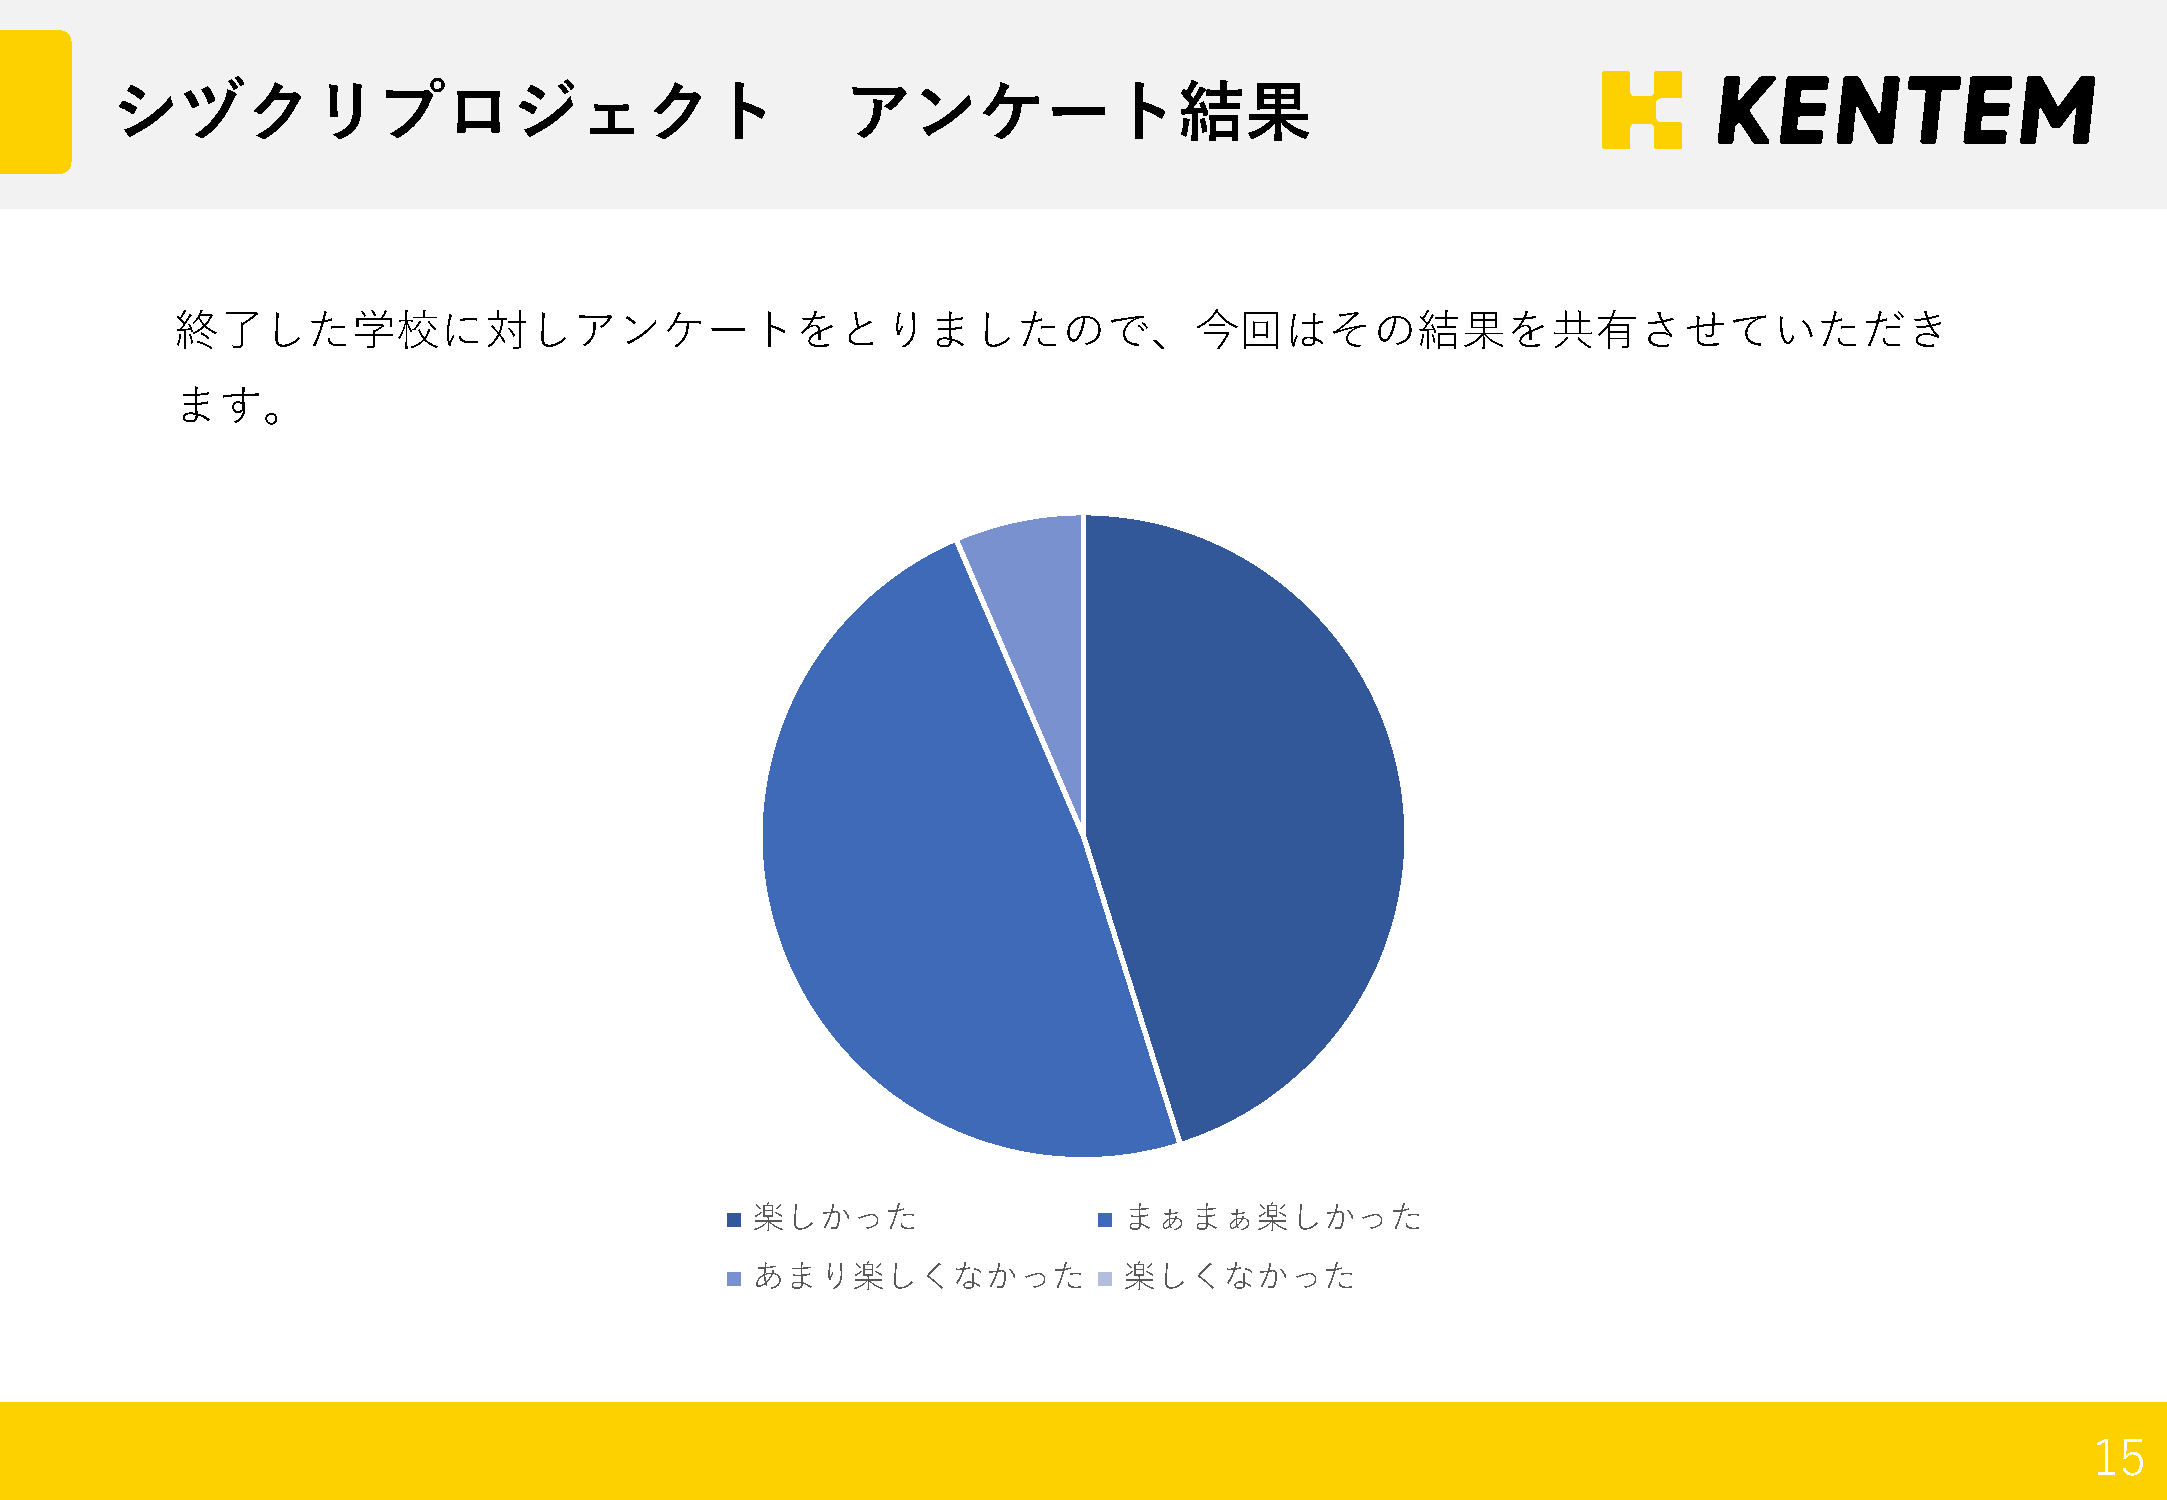 シヅクリプロジェクト　アンケート結果
KENTEM
終了した学校に対しアンケートをとりましたので、今回はその結果を共有させていただき
ます。
楽しかった　まぁまぁ楽しかった
あまり楽しくなかった　楽しくなかった
15